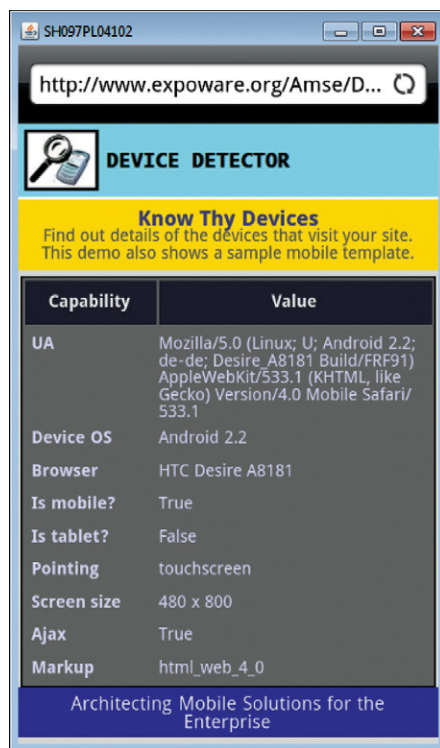 SH097PL04102
http://www.expoware.org/Amse/D...
DEVICE DETECTOR
Know Thy Devices
Find out details of the devices that visit your site.
This demo also shows a sample mobile template.
Capability Value
UA Mozilla/5.0 (Linux; U; Android 2.2;
de-de; Desire_A8181 Build/FRF91)
AppleWebKit/533.1 (KHTML, like
Gecko) Version/4.0 Mobile Safari/
533.1
Device OS Android 2.2
Browser HTC Desire A8181
Is mobile? True
Is tablet? False
Pointing touchscreen
Screen size 480 x 800
Ajax True
Markup html_web_4_0
Architecting Mobile Solutions for the
Enterprise